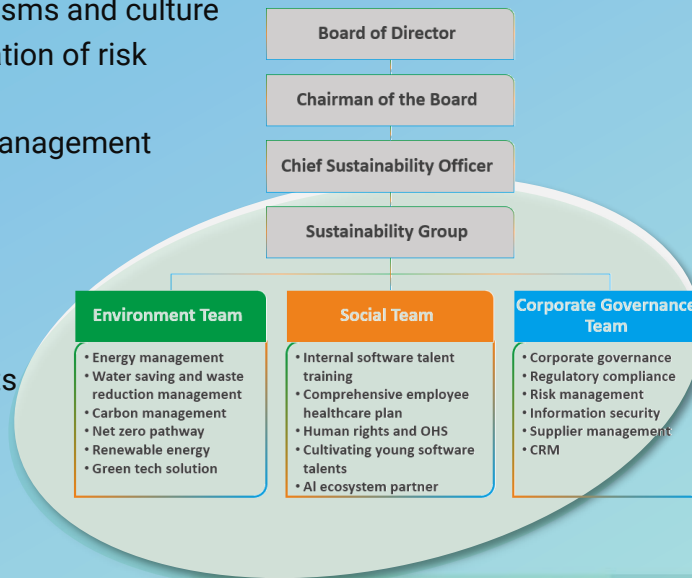 isms and culture
ation of risk
anagement
s
Board of Director
Chairman of the Board
Chief Sustainability Officer
Sustainability Group
Environment Team
• Energy management
• Water saving and waste
reduction management
• Carbon management
• Net zero pathway
• Renewable energy
• Green tech solution
Social Team
• Internal software talent
training
• Comprehensive employee
healthcare plan
• Human rights and OHS
• Cultivating young software
talents
• AI ecosystem partner
Corporate Governance
Team
• Corporate governance
• Regulatory compliance
• Risk management
• Information security
• Supplier management
• CRM